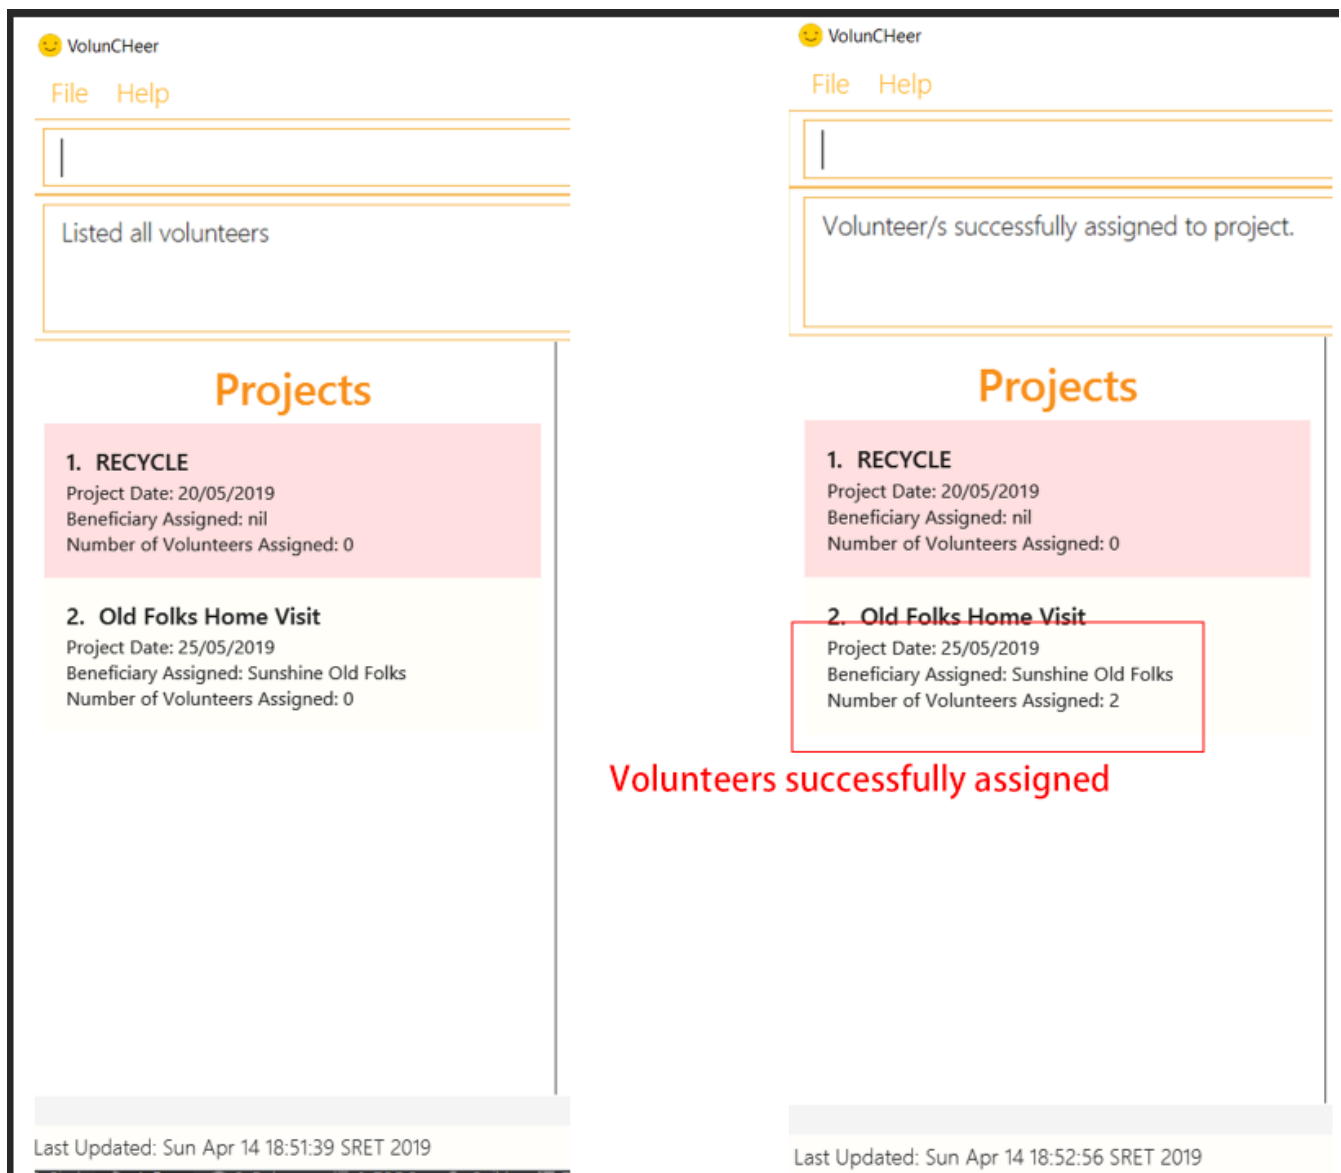 VolunCHeer
File Help
Listed all volunteers
Projects
1. RECYCLE
Project Date: 20/05/2019
Beneficiary Assigned: nil
Number of Volunteers Assigned: 0
2. Old Folks Home Visit
Project Date: 25/05/2019
Beneficiary Assigned: Sunshine Old Folks
Number of Volunteers Assigned: 0
Last Updated: Sun Apr 14 18:51:39 SRET 2019
VolunCHeer
File Help
Volunteer/s successfully assigned to project.
Projects
1. RECYCLE
Project Date: 20/05/2019
Beneficiary Assigned: nil
Number of Volunteers Assigned: 0
2. Old Folks Home Visit
Project Date: 25/05/2019
Beneficiary Assigned: Sunshine Old Folks
Number of Volunteers Assigned: 2
Volunteers successfully assigned
Last Updated: Sun Apr 14 18:52:56 SRET 2019